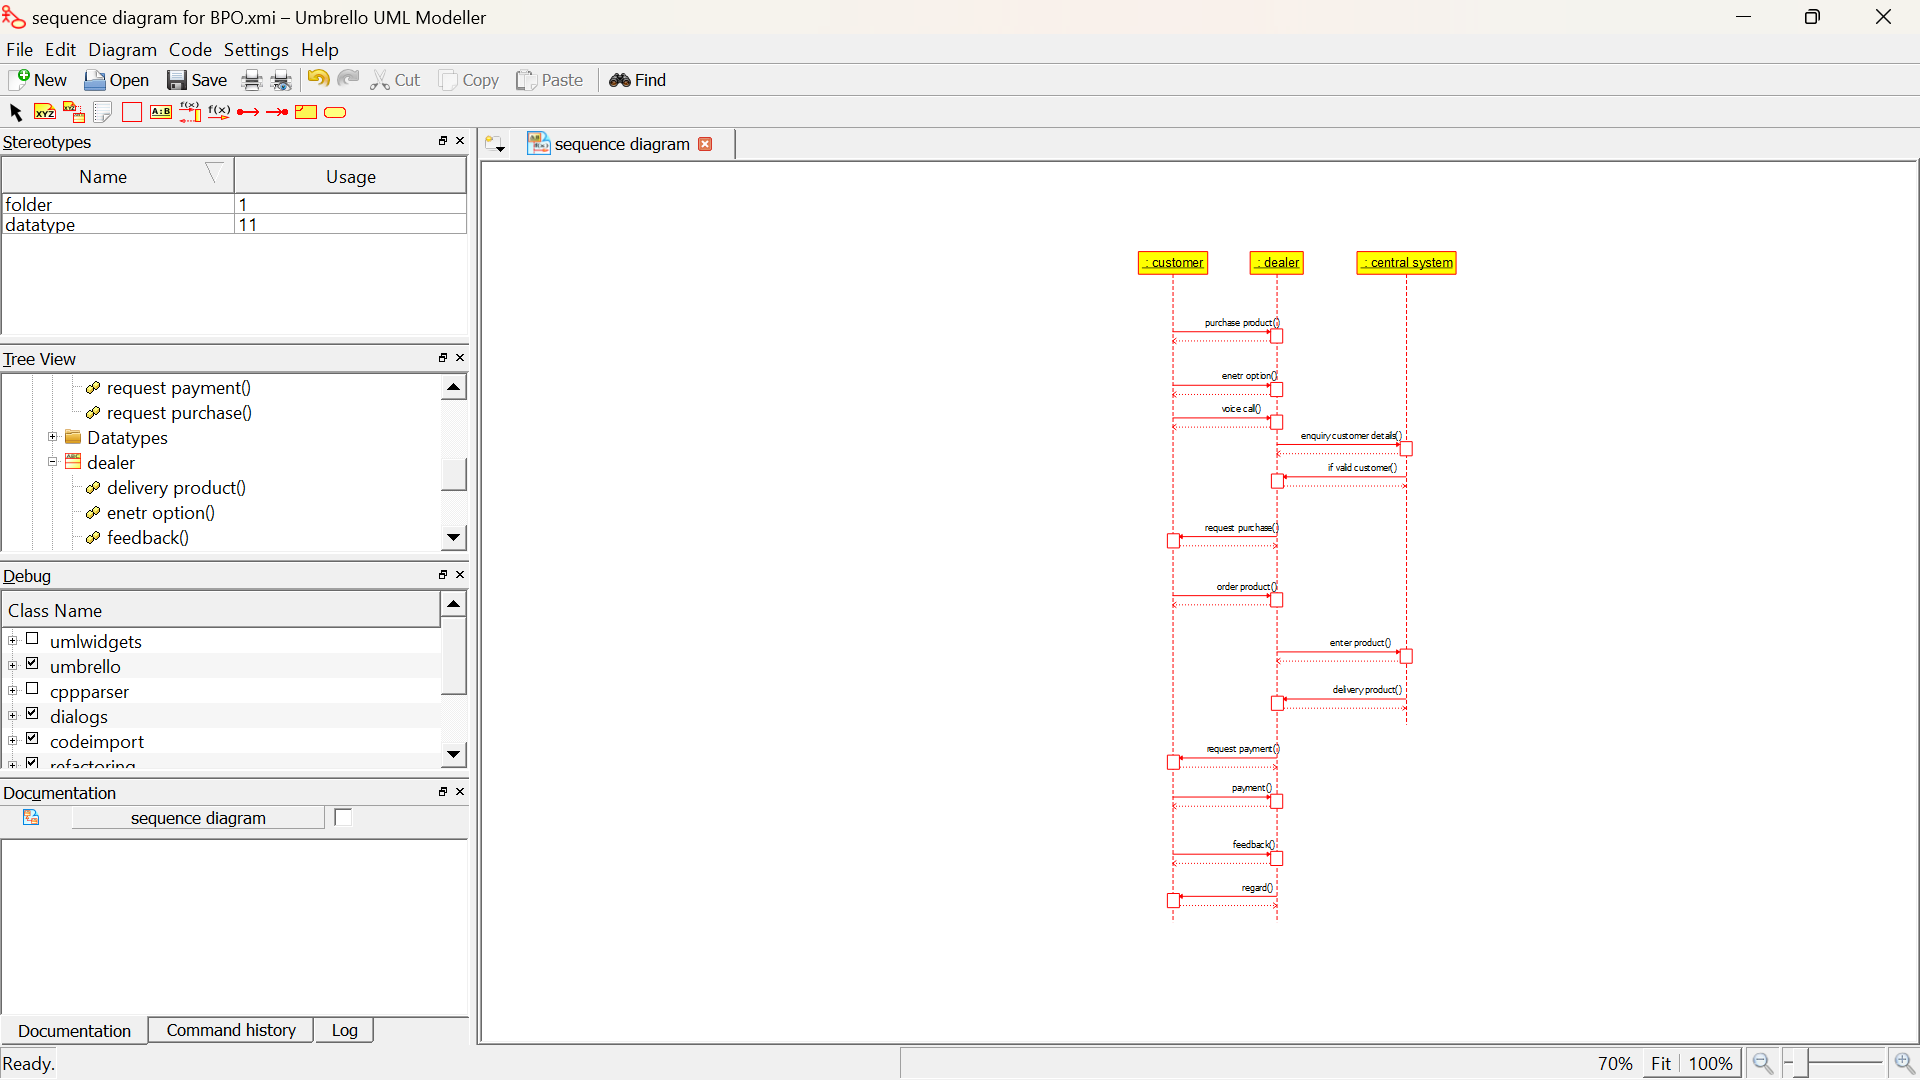 sequence diagram for BPO.xmi – Umbrello UML Modeller
File Edit Diagram Code Settings Help
New Open Save Cut Copy Paste Find
XYZ XYZ A:B f(x) f(x)
Stereotypes
sequence diagram
Name Usage
folder 1
datatype 11
Tree View
request payment()
request purchase()
Datatypes
dealer
delivery product()
enetr option()
feedback()
Debug
Class Name
umlwidgets
umbrello
cppparser
dialogs
codeimport
refactoring
Documentation
sequence diagram
Documentation Command history Log
Ready.
: customer : dealer : central system
purchase product()
enetr option()
voice call()
enquiry customer details()
if valid customer()
request purchase()
order product()
enter product()
delivery product()
request payment()
payment()
feedback()
regard()
70% Fit 100%